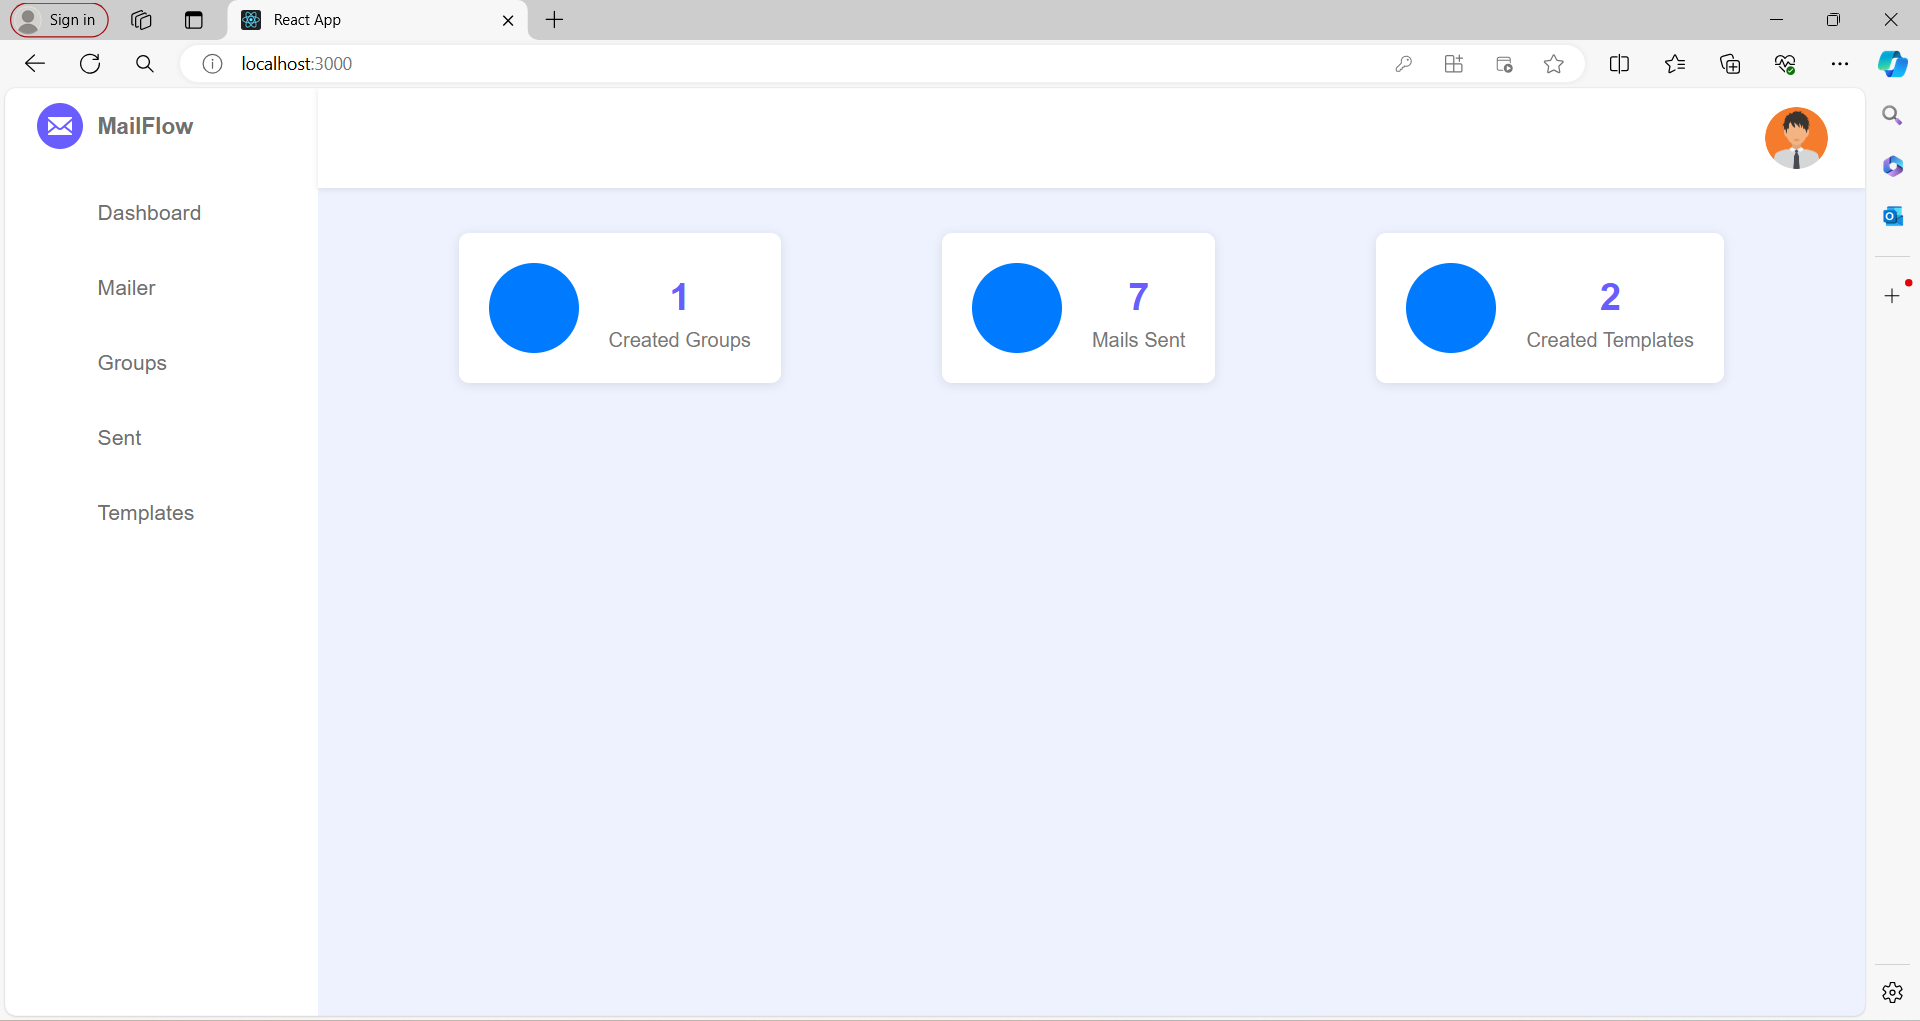 Sign in
React App
localhost:3000
MailFlow
Dashboard
Mailer
Groups
Sent
Templates
1
Created Groups
7
Mails Sent
2
Created Templates